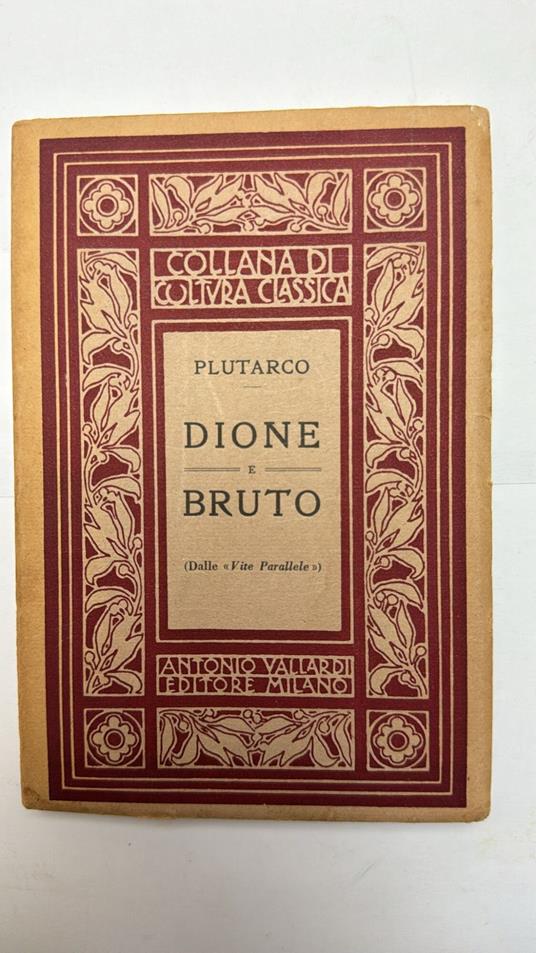 COLLANA DI
COLTVRA CLASSICA
PLUTARCO
DIONE
E
BRUTO
(Dalle «Vite Parallele»)
ANTONIO VALLARDI
EDITORE MILANO